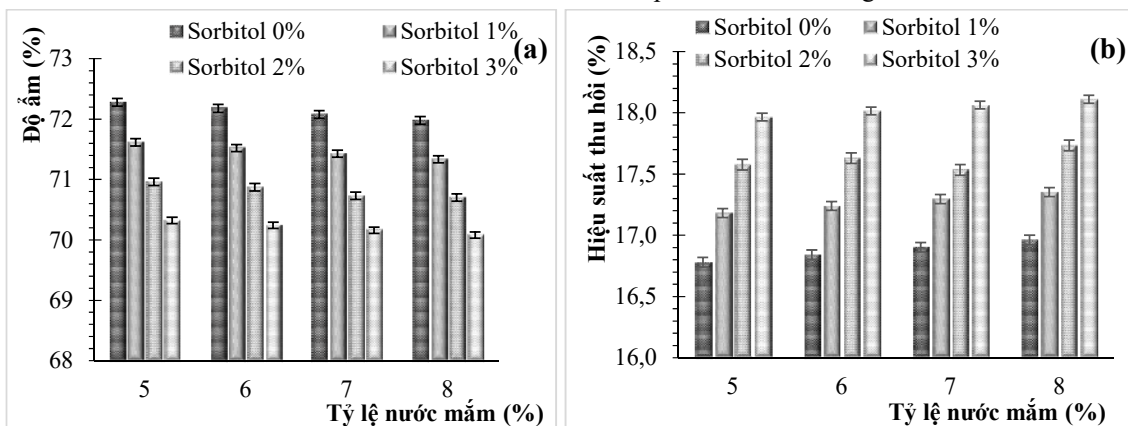 Sorbitol 0% Sorbitol 1%
Sorbitol 2% Sorbitol 3%
(a)
Độ ẩm (%)
73
72
71
70
69
68
5 6 7 8
Tỷ lệ nước mắm (%)
Sorbitol 0% Sorbitol 1%
Sorbitol 2% Sorbitol 3%
(b)
Hiệu suất thu hồi (%)
18,5
18,0
17,5
17,0
16,5
16,0
5 6 7 8
Tỷ lệ nước mắm (%)